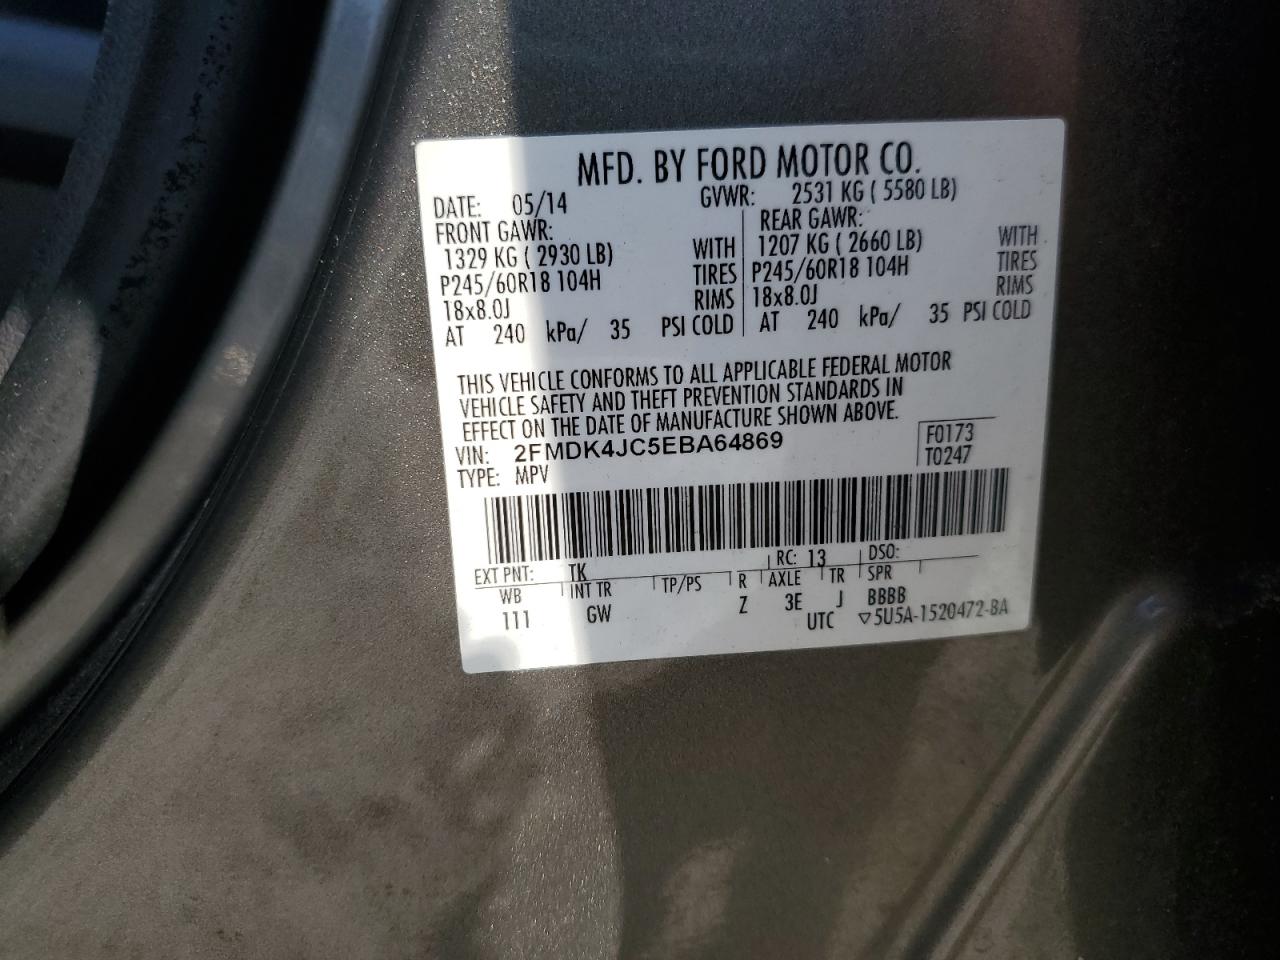 MFD. BY FORD MOTOR CO.
DATE: 05/14 GVWR: 2531 KG ( 5580 LB)
FRONT GAWR: REAR GAWR:
1329 KG ( 2930 LB) WITH 1207 KG ( 2660 LB) WITH
P245/60R18 104H TIRES P245/60R18 104H TIRES
18x8.0J RIMS 18x8.0J RIMS
AT 240 kPa/ 35 PSI COLD AT 240 kPa/ 35 PSI COLD
THIS VEHICLE CONFORMS TO ALL APPLICABLE FEDERAL MOTOR
VEHICLE SAFETY AND THEFT PREVENTION STANDARDS IN
EFFECT ON THE DATE OF MANUFACTURE SHOWN ABOVE.
VIN: 2FMDK4JC5EBA64869 F0173
TYPE: MPV T0247
EXT PNT: TK RC: 13 DSO:
WB INT TR TP/PS R AXLE TR SPR
111 GW Z 3E J BBBB
UTC ▽5U5A-1520472-BA